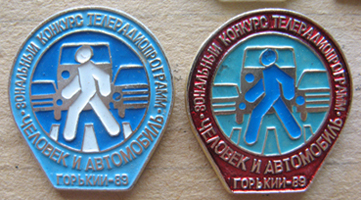 ЗОНАЛЬНЫЙ КОНКУРС ТЕЛЕРАДИОПРОГРАММ
ЧЕЛОВЕК И АВТОМОБИЛЬ
ГОРЬКИЙ-89
ЗОНАЛЬНЫЙ КОНКУРС ТЕЛЕРАДИОПРОГРАММ
ЧЕЛОВЕК И АВТОМОБИЛЬ
ГОРЬКИЙ-89